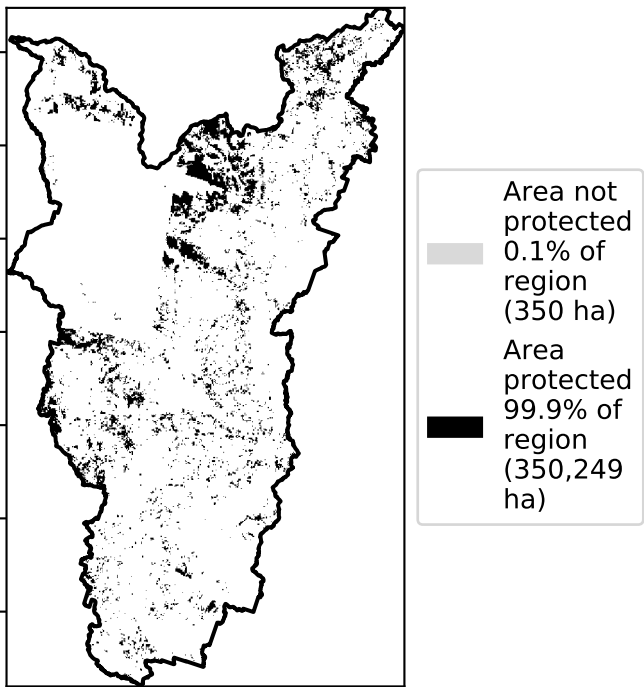 Area not
protected
0.1% of
region
(350 ha)
Area
protected
99.9% of
region
(350,249
ha)